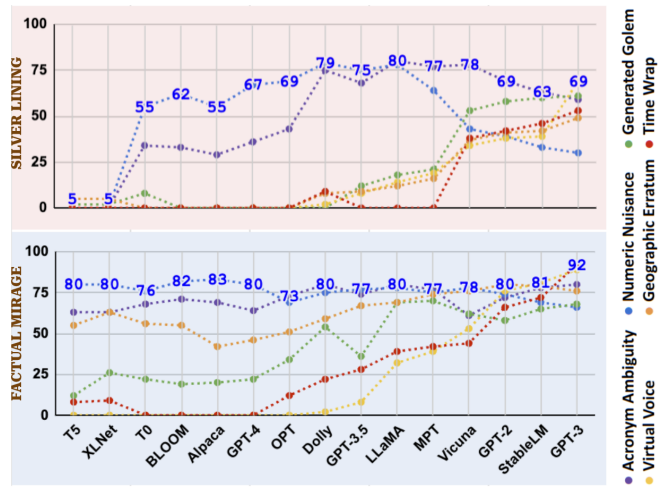 100
75
50
25
0
SILVER LINING
5 5 55 62 55 67 69 79 75 80 77 78 69 63 69
100
75
50
25
0
FACTUAL MIRAGE
80 80 76 82 83 80 73 80 77 80 77 78 80 81 92
T5 XLNet T0 BLOOM Alpaca GPT-4 OPT Dolly GPT-3.5 LLaMA MPT Vicuna GPT-2 StableLM GPT-3
Acronym Ambiguity Numeric Nuisance Generated Golem
Virtual Voice Geographic Erratum Time Wrap